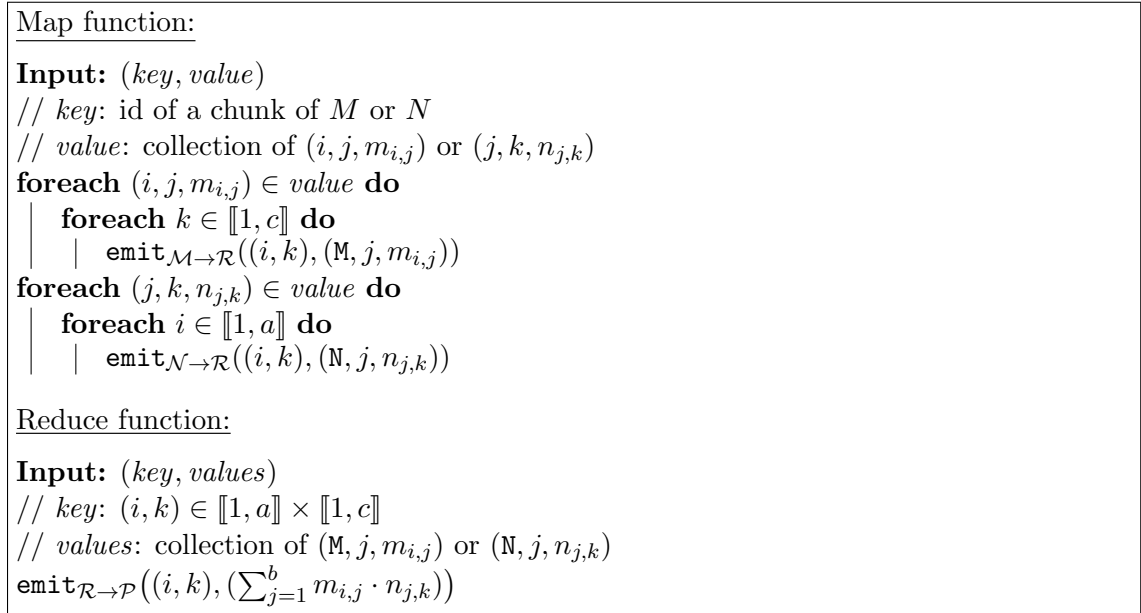 Map function:
Input: (key, value)
// key: id of a chunk of M or N
// value: collection of (i, j, m_{i,j}) or (j, k, n_{j,k})
foreach (i, j, m_{i,j}) ∈ value do
foreach k ∈ ⟦1, c⟧ do
emit_{ℳ→ℛ}((i, k), (M, j, m_{i,j}))
foreach (j, k, n_{j,k}) ∈ value do
foreach i ∈ ⟦1, a⟧ do
emit_{𝒩→ℛ}((i, k), (N, j, n_{j,k}))
Reduce function:
Input: (key, values)
// key: (i, k) ∈ ⟦1, a⟧ × ⟦1, c⟧
// values: collection of (M, j, m_{i,j}) or (N, j, n_{j,k})
emit_{ℛ→𝒫}((i, k), (∑_{j=1}^{b} m_{i,j} · n_{j,k}))